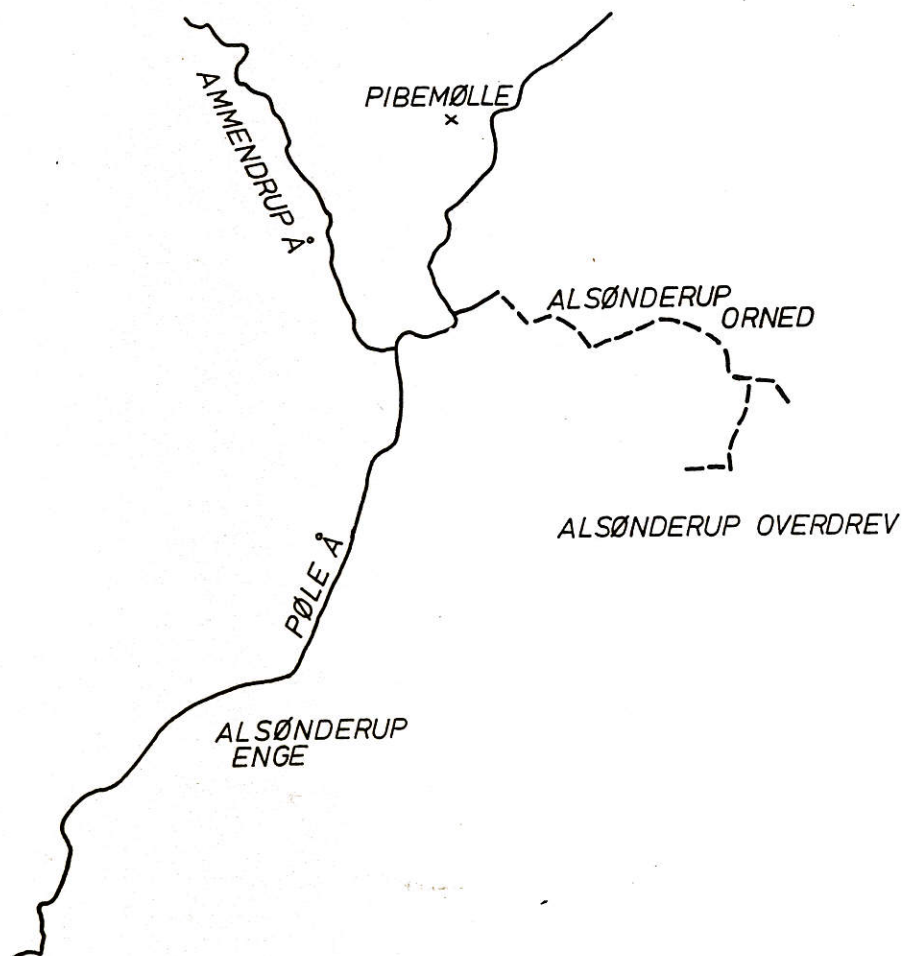 AMMENDRUP Å
PIBEMØLLE
ALSØNDERUP
ORNED
ALSØNDERUP OVERDREV
PØLE Å
ALSØNDERUP
ENGE